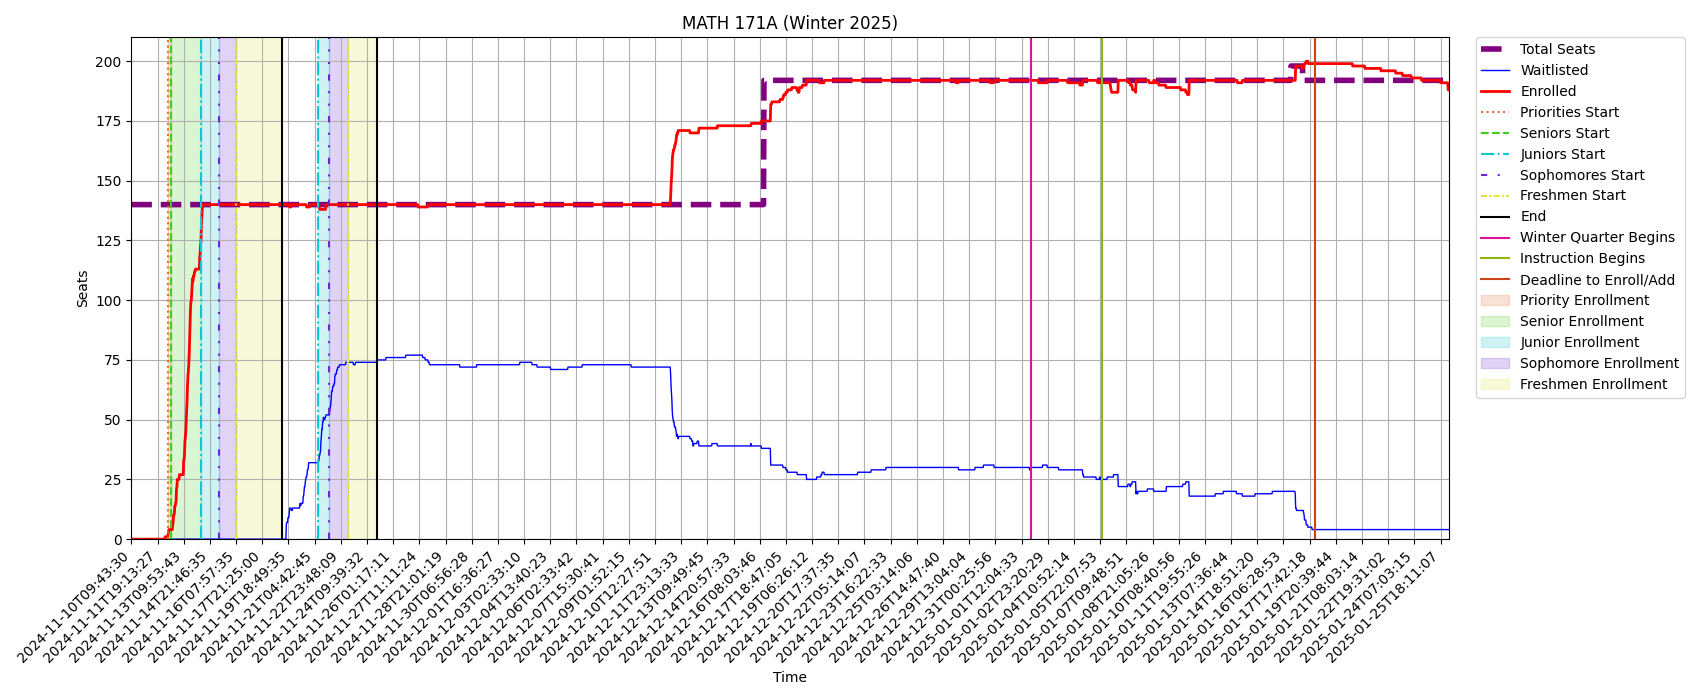 MATH 171A (Winter 2025)
Seats
200
175
150
125
100
75
50
25
0
2024-11-10T09:43:30
2024-11-11T19:13:27
2024-11-13T09:53:43
2024-11-14T21:46:35
2024-11-16T07:57:35
2024-11-17T21:25:00
2024-11-19T18:49:35
2024-11-21T04:42:45
2024-11-22T23:48:09
2024-11-24T09:39:32
2024-11-26T01:17:11
2024-11-27T11:11:24
2024-11-28T21:01:19
2024-11-30T06:56:28
2024-12-01T16:36:27
2024-12-03T02:33:10
2024-12-04T13:40:23
2024-12-06T02:33:42
2024-12-07T15:30:41
2024-12-09T01:52:15
2024-12-10T12:27:51
2024-12-11T23:13:33
2024-12-13T09:49:45
2024-12-14T20:57:33
2024-12-16T08:03:46
2024-12-17T18:47:05
2024-12-19T06:26:12
2024-12-20T17:37:35
2024-12-22T05:14:07
2024-12-23T16:22:07
2024-12-25T03:14:06
2024-12-26T14:47:40
2024-12-29T13:04:04
2024-12-31T00:25:56
2025-01-01T12:04:33
2025-01-02T23:20:29
2025-01-04T10:52:14
2025-01-05T22:07:53
2025-01-07T09:48:51
2025-01-08T21:05:26
2025-01-10T08:40:56
2025-01-11T19:55:26
2025-01-13T07:36:44
2025-01-14T18:51:20
2025-01-16T06:28:53
2025-01-17T17:42:18
2025-01-19T20:39:44
2025-01-21T08:03:14
2025-01-22T19:31:02
2025-01-24T07:03:15
2025-01-25T18:11:07
Time
Total Seats
Waitlisted
Enrolled
Priorities Start
Seniors Start
Juniors Start
Sophomores Start
Freshmen Start
End
Winter Quarter Begins
Instruction Begins
Deadline to Enroll/Add
Priority Enrollment
Senior Enrollment
Junior Enrollment
Sophomore Enrollment
Freshmen Enrollment